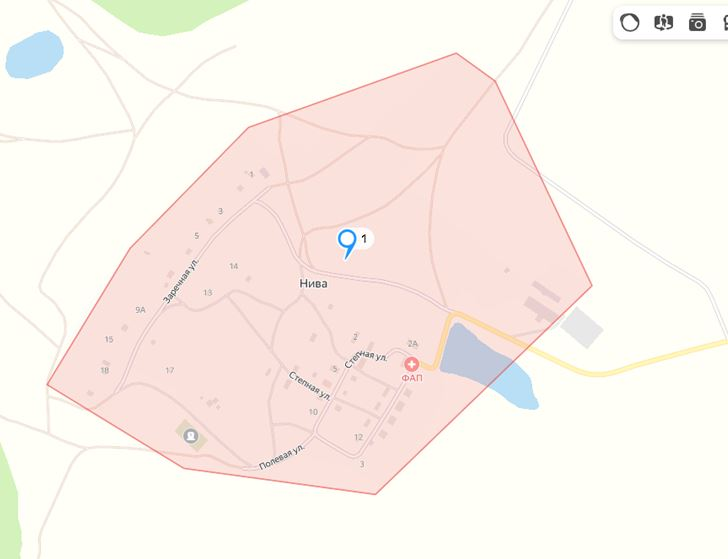 1
1
3
5
14
13
Заречная ул.
Нива
9А
15
2
2А
Степная ул.
18
17
5
ФАП
Степная ул.
10
12
Полевая ул.
3